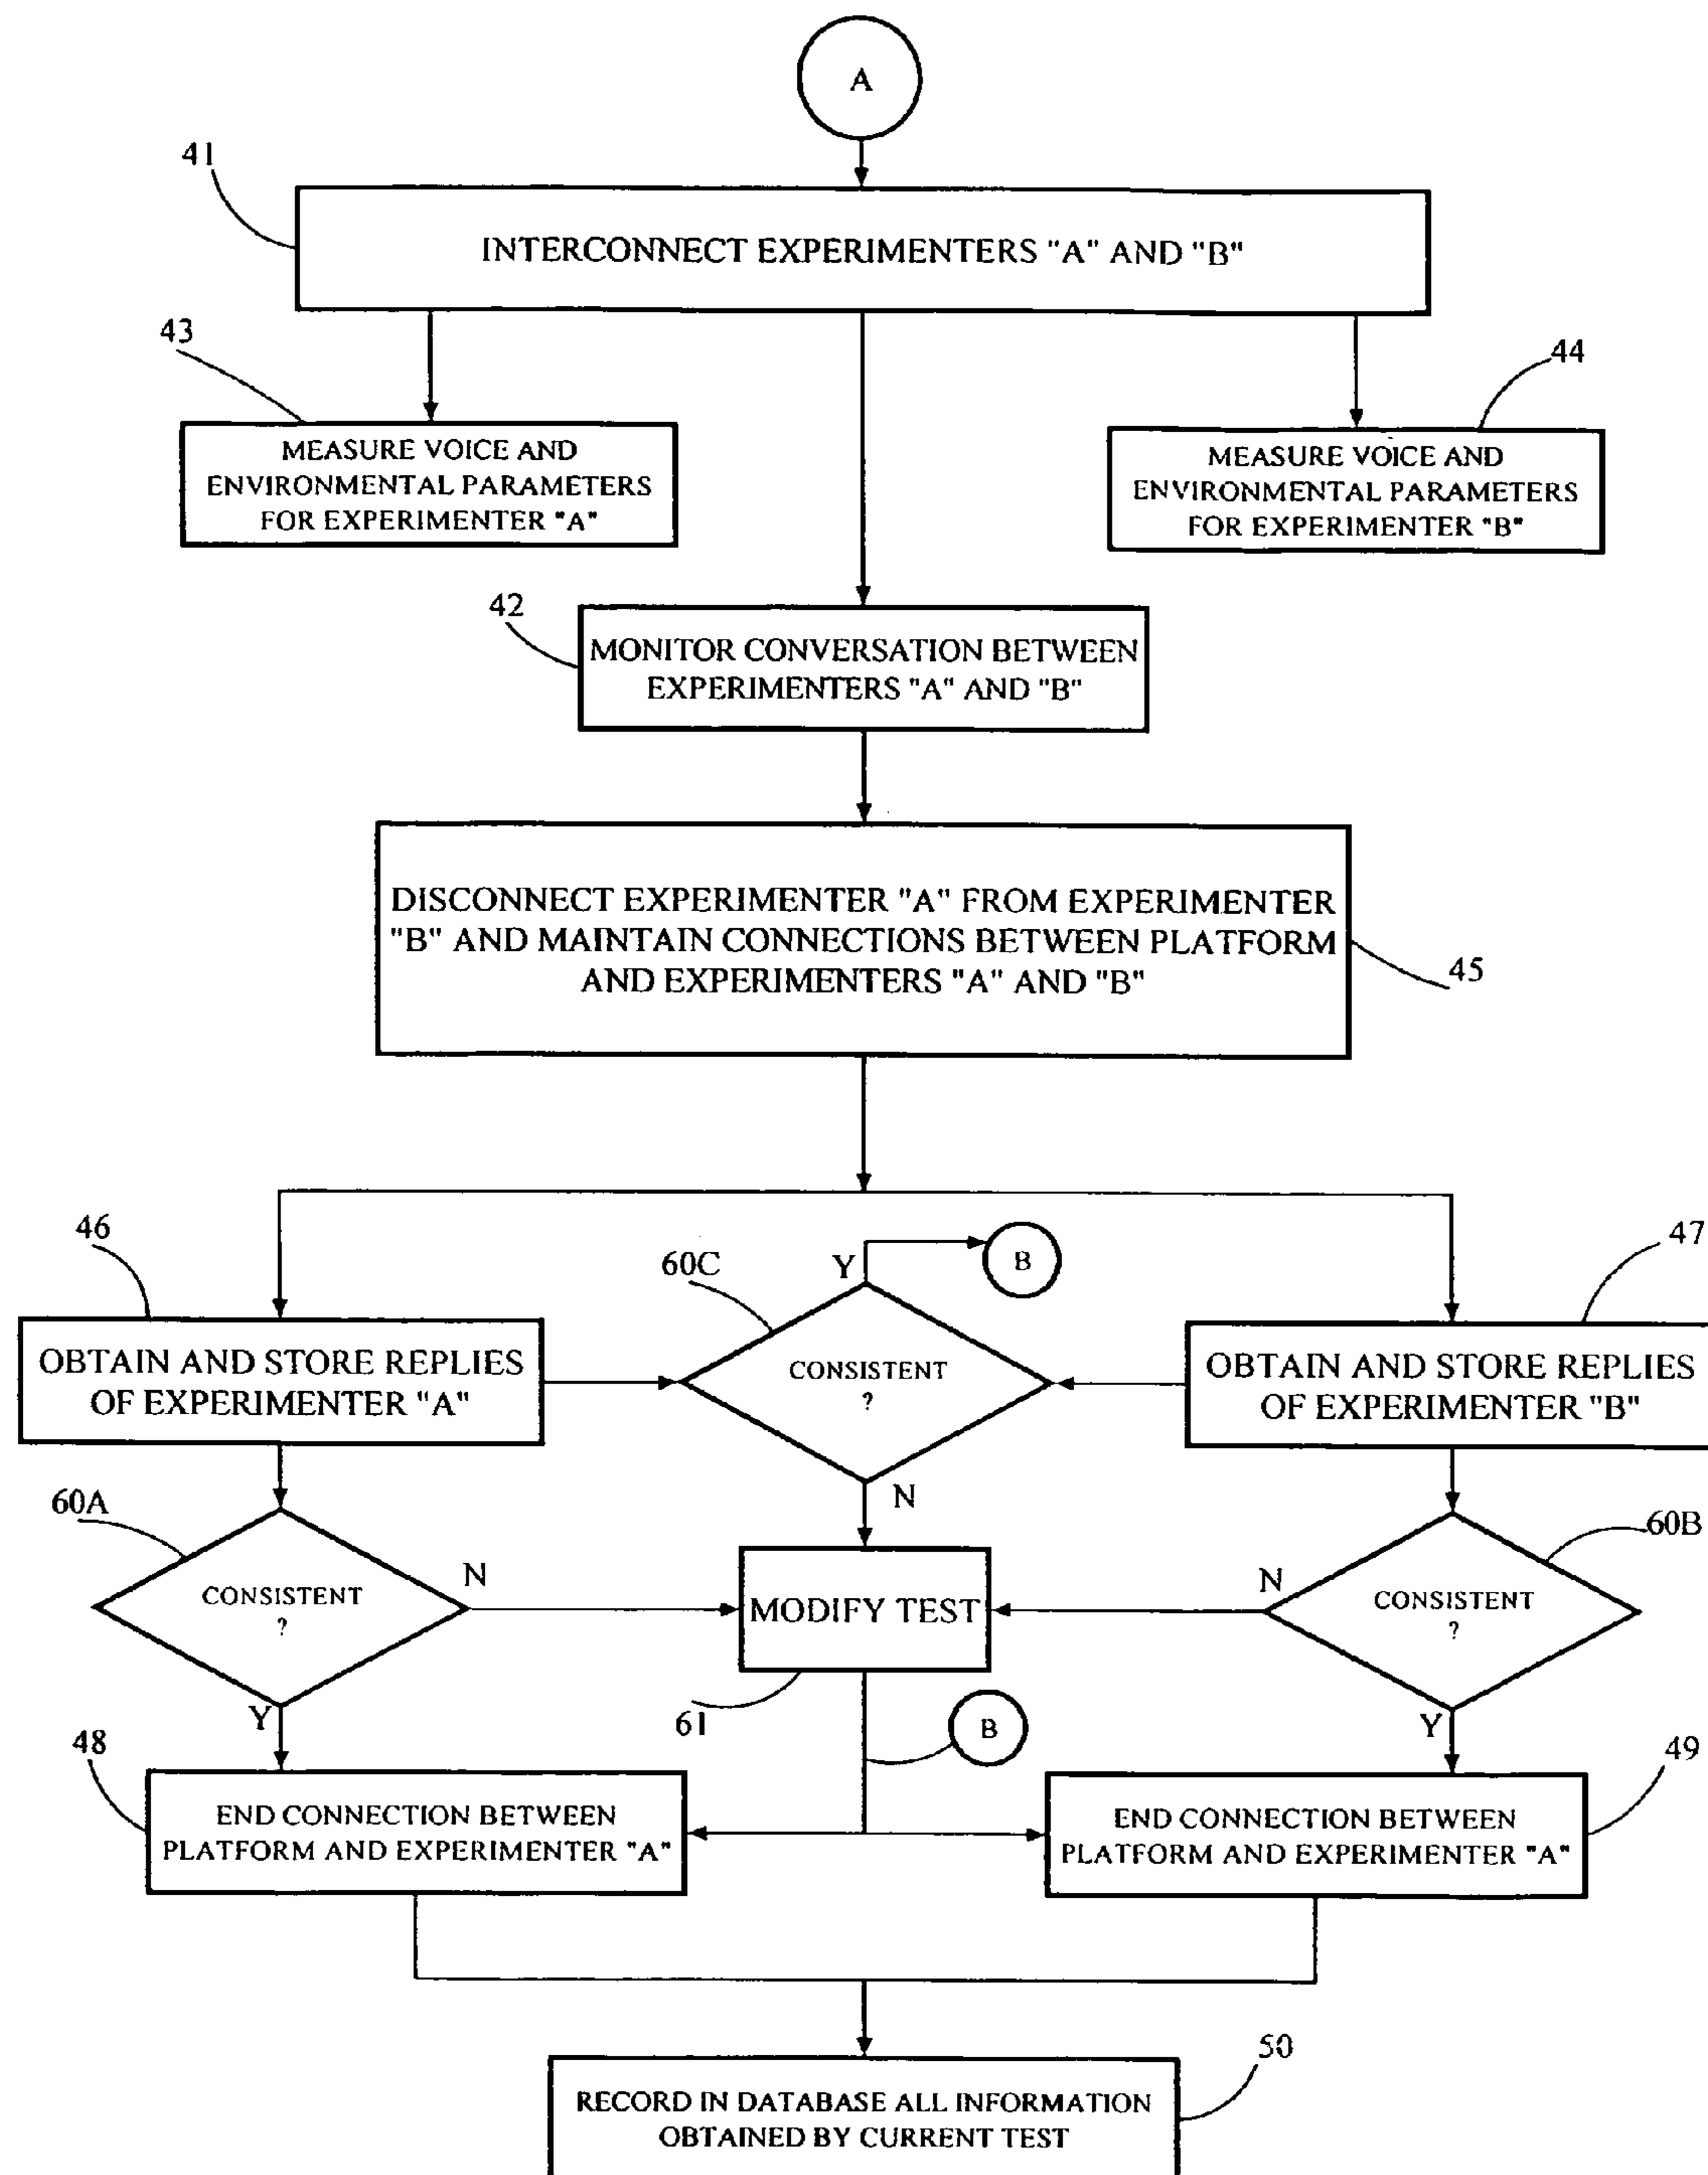 A
41
INTERCONNECT EXPERIMENTERS "A" AND "B"
43
44
MEASURE VOICE AND
ENVIRONMENTAL PARAMETERS
FOR EXPERIMENTER "A"
MEASURE VOICE AND
ENVIRONMENTAL PARAMETERS
FOR EXPERIMENTER "B"
42
MONITOR CONVERSATION BETWEEN
EXPERIMENTERS "A" AND "B"
DISCONNECT EXPERIMENTER "A" FROM EXPERIMENTER
"B" AND MAINTAIN CONNECTIONS BETWEEN PLATFORM
AND EXPERIMENTERS "A" AND "B"
45
46
47
60C
Y
B
OBTAIN AND STORE REPLIES
OF EXPERIMENTER "A"
CONSISTENT
?
OBTAIN AND STORE REPLIES
OF EXPERIMENTER "B"
N
60A
60B
CONSISTENT
?
N
MODIFY TEST
N
CONSISTENT
?
Y
61
B
Y
48
49
END CONNECTION BETWEEN
PLATFORM AND EXPERIMENTER "A"
END CONNECTION BETWEEN
PLATFORM AND EXPERIMENTER "A"
50
RECORD IN DATABASE ALL INFORMATION
OBTAINED BY CURRENT TEST